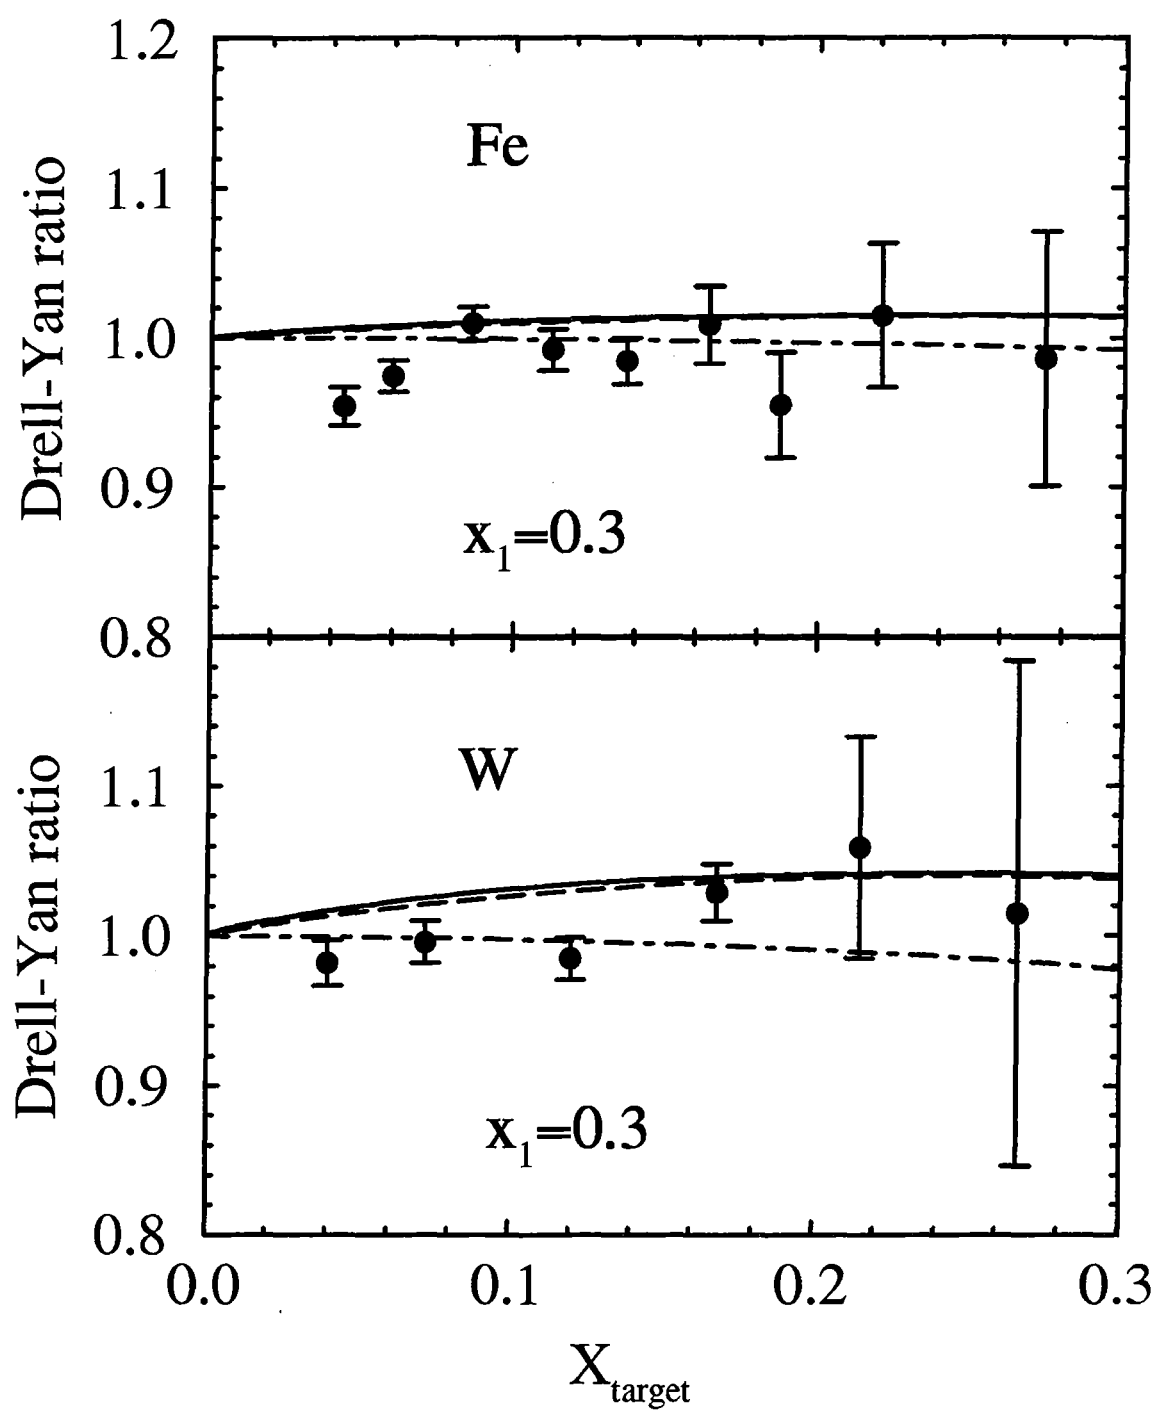 1.2
Fe
1.1
Drell-Yan ratio
1.0
0.9
x₁=0.3
0.8
W
1.1
Drell-Yan ratio
1.0
0.9
x₁=0.3
0.8
0.0 0.1 0.2 0.3
X_target